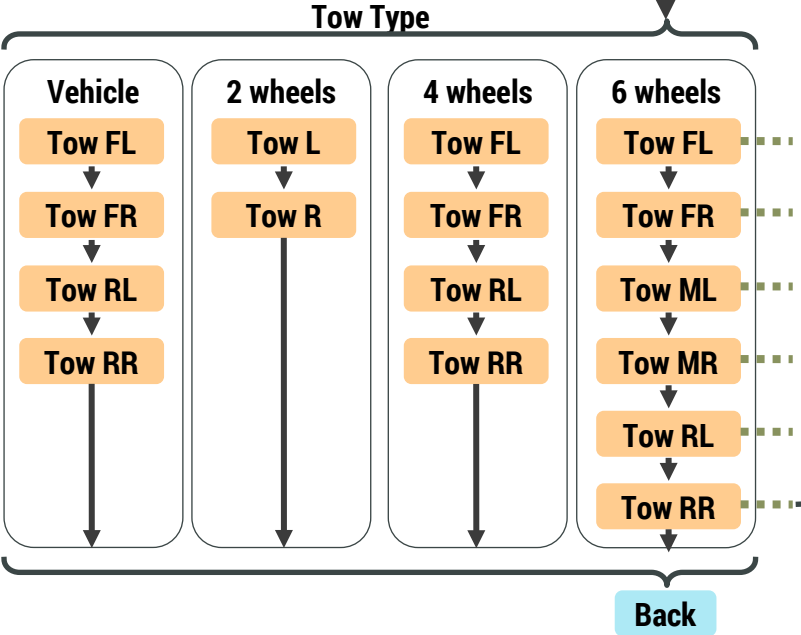 Tow Type
Vehicle
Tow FL
Tow FR
Tow RL
Tow RR
2 wheels
Tow L
Tow R
4 wheels
Tow FL
Tow FR
Tow RL
Tow RR
6 wheels
Tow FL
Tow FR
Tow ML
Tow MR
Tow RL
Tow RR
Back